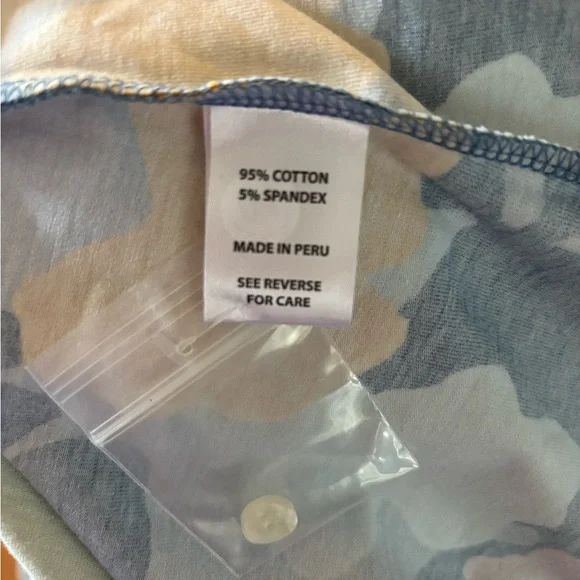 95% COTTON
5% SPANDEX
MADE IN PERU
SEE REVERSE
FOR CARE